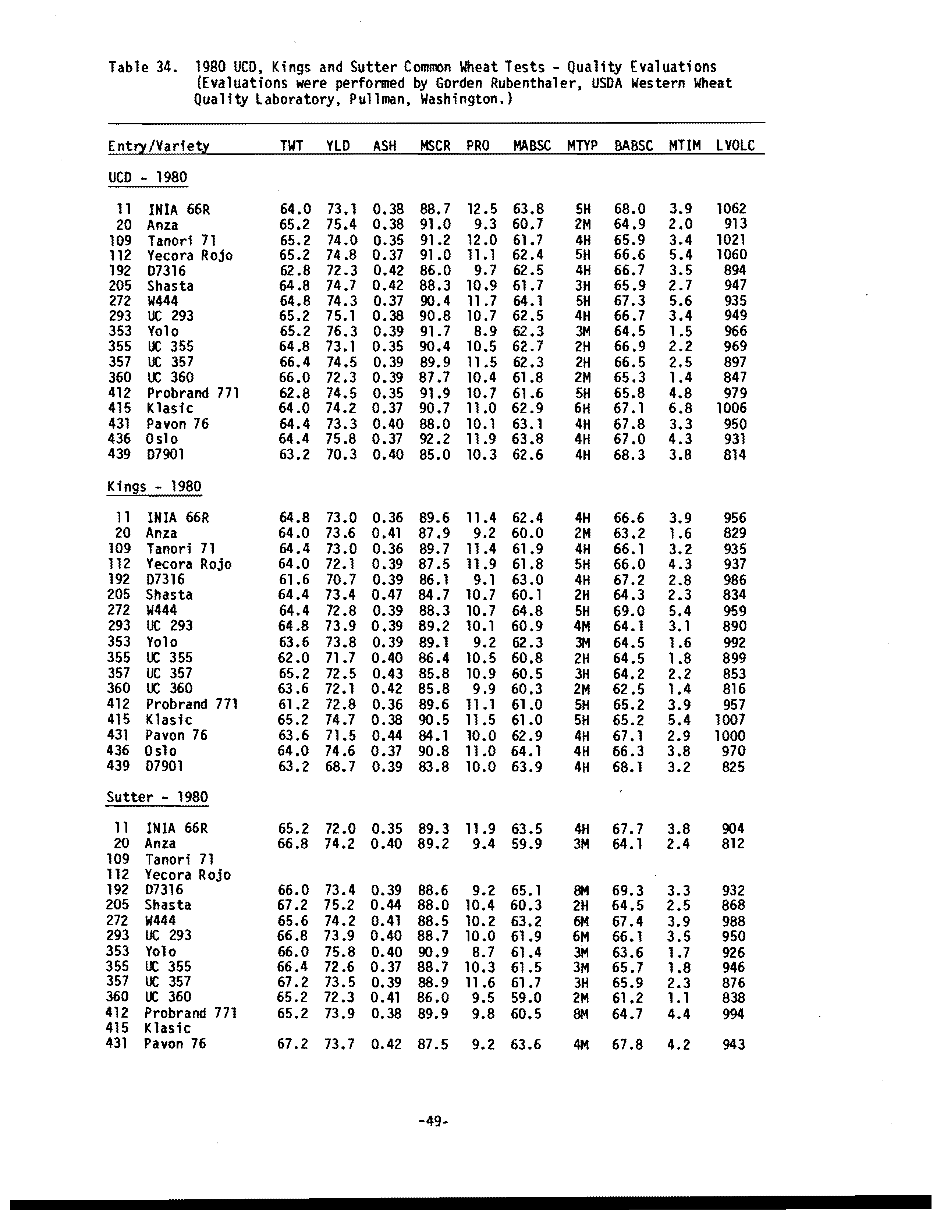 Table 34. 1980 UCD, Kings and Sutter Common Wheat Tests - Quality Evaluations
(Evaluations were performed by Gorden Rubenthaler, USDA Western Wheat
Quality Laboratory, Pullman, Washington.)
Entry/Variety TWT YLD ASH MSCR PRO MABSC MTYP BABSC MTIM LVOLC
UCD - 1980
11 INIA 66R 64.0 73.1 0.38 88.7 12.5 63.8 5H 68.0 3.9 1062
20 Anza 65.2 75.4 0.38 91.0 9.3 60.7 2M 64.9 2.0 913
109 Tanori 71 65.2 74.0 0.35 91.2 12.0 61.7 4H 65.9 3.4 1021
112 Yecora Rojo 65.2 74.8 0.37 91.0 11.1 62.4 5H 66.6 5.4 1060
192 D7316 62.8 72.3 0.42 86.0 9.7 62.5 4H 66.7 3.5 894
205 Shasta 64.8 74.7 0.42 88.3 10.9 61.7 3H 65.9 2.7 947
272 W444 64.8 74.3 0.37 90.4 11.7 64.1 5H 67.3 5.6 935
293 UC 293 65.2 75.1 0.38 90.8 10.7 62.5 4H 66.7 3.4 949
353 Yolo 65.2 76.3 0.39 91.7 8.9 62.3 3M 64.5 1.5 966
355 UC 355 64.8 73.1 0.35 90.4 10.5 62.7 2H 66.9 2.2 969
357 UC 357 66.4 74.5 0.39 89.9 11.5 62.3 2H 66.5 2.5 897
360 UC 360 66.0 72.3 0.39 87.7 10.4 61.8 2M 65.3 1.4 847
412 Probrand 771 62.8 74.5 0.35 91.9 10.7 61.6 5H 65.8 4.8 979
415 Klasic 64.0 74.2 0.37 90.7 11.0 62.9 6H 67.1 6.8 1006
431 Pavon 76 64.4 73.3 0.40 88.0 10.1 63.1 4H 67.8 3.3 950
436 Oslo 64.4 75.8 0.37 92.2 11.9 63.8 4H 67.0 4.3 931
439 D7901 63.2 70.3 0.40 85.0 10.3 62.6 4H 68.3 3.8 814
Kings - 1980
11 INIA 66R 64.8 73.0 0.36 89.6 11.4 62.4 4H 66.6 3.9 956
20 Anza 64.0 73.6 0.41 87.9 9.2 60.0 2M 63.2 1.6 829
109 Tanori 71 64.4 73.0 0.36 89.7 11.4 61.9 4H 66.1 3.2 935
112 Yecora Rojo 64.0 72.1 0.39 87.5 11.9 61.8 5H 66.0 4.3 937
192 D7316 61.6 70.7 0.39 86.1 9.1 63.0 4H 67.2 2.8 986
205 Shasta 64.4 73.4 0.47 84.7 10.7 60.1 2H 64.3 2.3 834
272 W444 64.4 72.8 0.39 88.3 10.7 64.8 5H 69.0 5.4 959
293 UC 293 64.8 73.9 0.39 89.2 10.1 60.9 4M 64.1 3.1 890
353 Yolo 63.6 73.8 0.39 89.1 9.2 62.3 3M 64.5 1.6 992
355 UC 355 62.0 71.7 0.40 86.4 10.5 60.8 2H 64.5 1.8 899
357 UC 357 65.2 72.5 0.43 85.8 10.9 60.5 3H 64.2 2.2 853
360 UC 360 63.6 72.1 0.42 85.8 9.9 60.3 2M 62.5 1.4 816
412 Probrand 771 61.2 72.8 0.36 89.6 11.1 61.0 5H 65.2 3.9 957
415 Klasic 65.2 74.7 0.38 90.5 11.5 61.0 5H 65.2 5.4 1007
431 Pavon 76 63.6 71.5 0.44 84.1 10.0 62.9 4H 67.1 2.9 1000
436 Oslo 64.0 74.6 0.37 90.8 11.0 64.1 4H 66.3 3.8 970
439 D7901 63.2 68.7 0.39 83.8 10.0 63.9 4H 68.1 3.2 825
Sutter - 1980
11 INIA 66R 65.2 72.0 0.35 89.3 11.9 63.5 4H 67.7 3.8 904
20 Anza 66.8 74.2 0.40 89.2 9.4 59.9 3M 64.1 2.4 812
109 Tanori 71
112 Yecora Rojo
192 D7316 66.0 73.4 0.39 88.6 9.2 65.1 8M 69.3 3.3 932
205 Shasta 67.2 75.2 0.44 88.0 10.4 60.3 2H 64.5 2.5 868
272 W444 65.6 74.2 0.41 88.5 10.2 63.2 6M 67.4 3.9 988
293 UC 293 66.8 73.9 0.40 88.7 10.0 61.9 6M 66.1 3.5 950
353 Yolo 66.0 75.8 0.40 90.9 8.7 61.4 3M 63.6 1.7 926
355 UC 355 66.4 72.6 0.37 88.7 10.3 61.5 3M 65.7 1.8 946
357 UC 357 67.2 73.5 0.39 88.9 11.6 61.7 3H 65.9 2.3 876
360 UC 360 65.2 72.3 0.41 86.0 9.5 59.0 2M 61.2 1.1 838
412 Probrand 771 65.2 73.9 0.38 89.9 9.8 60.5 8M 64.7 4.4 994
415 Klasic
431 Pavon 76 67.2 73.7 0.42 87.5 9.2 63.6 4M 67.8 4.2 943
-49-